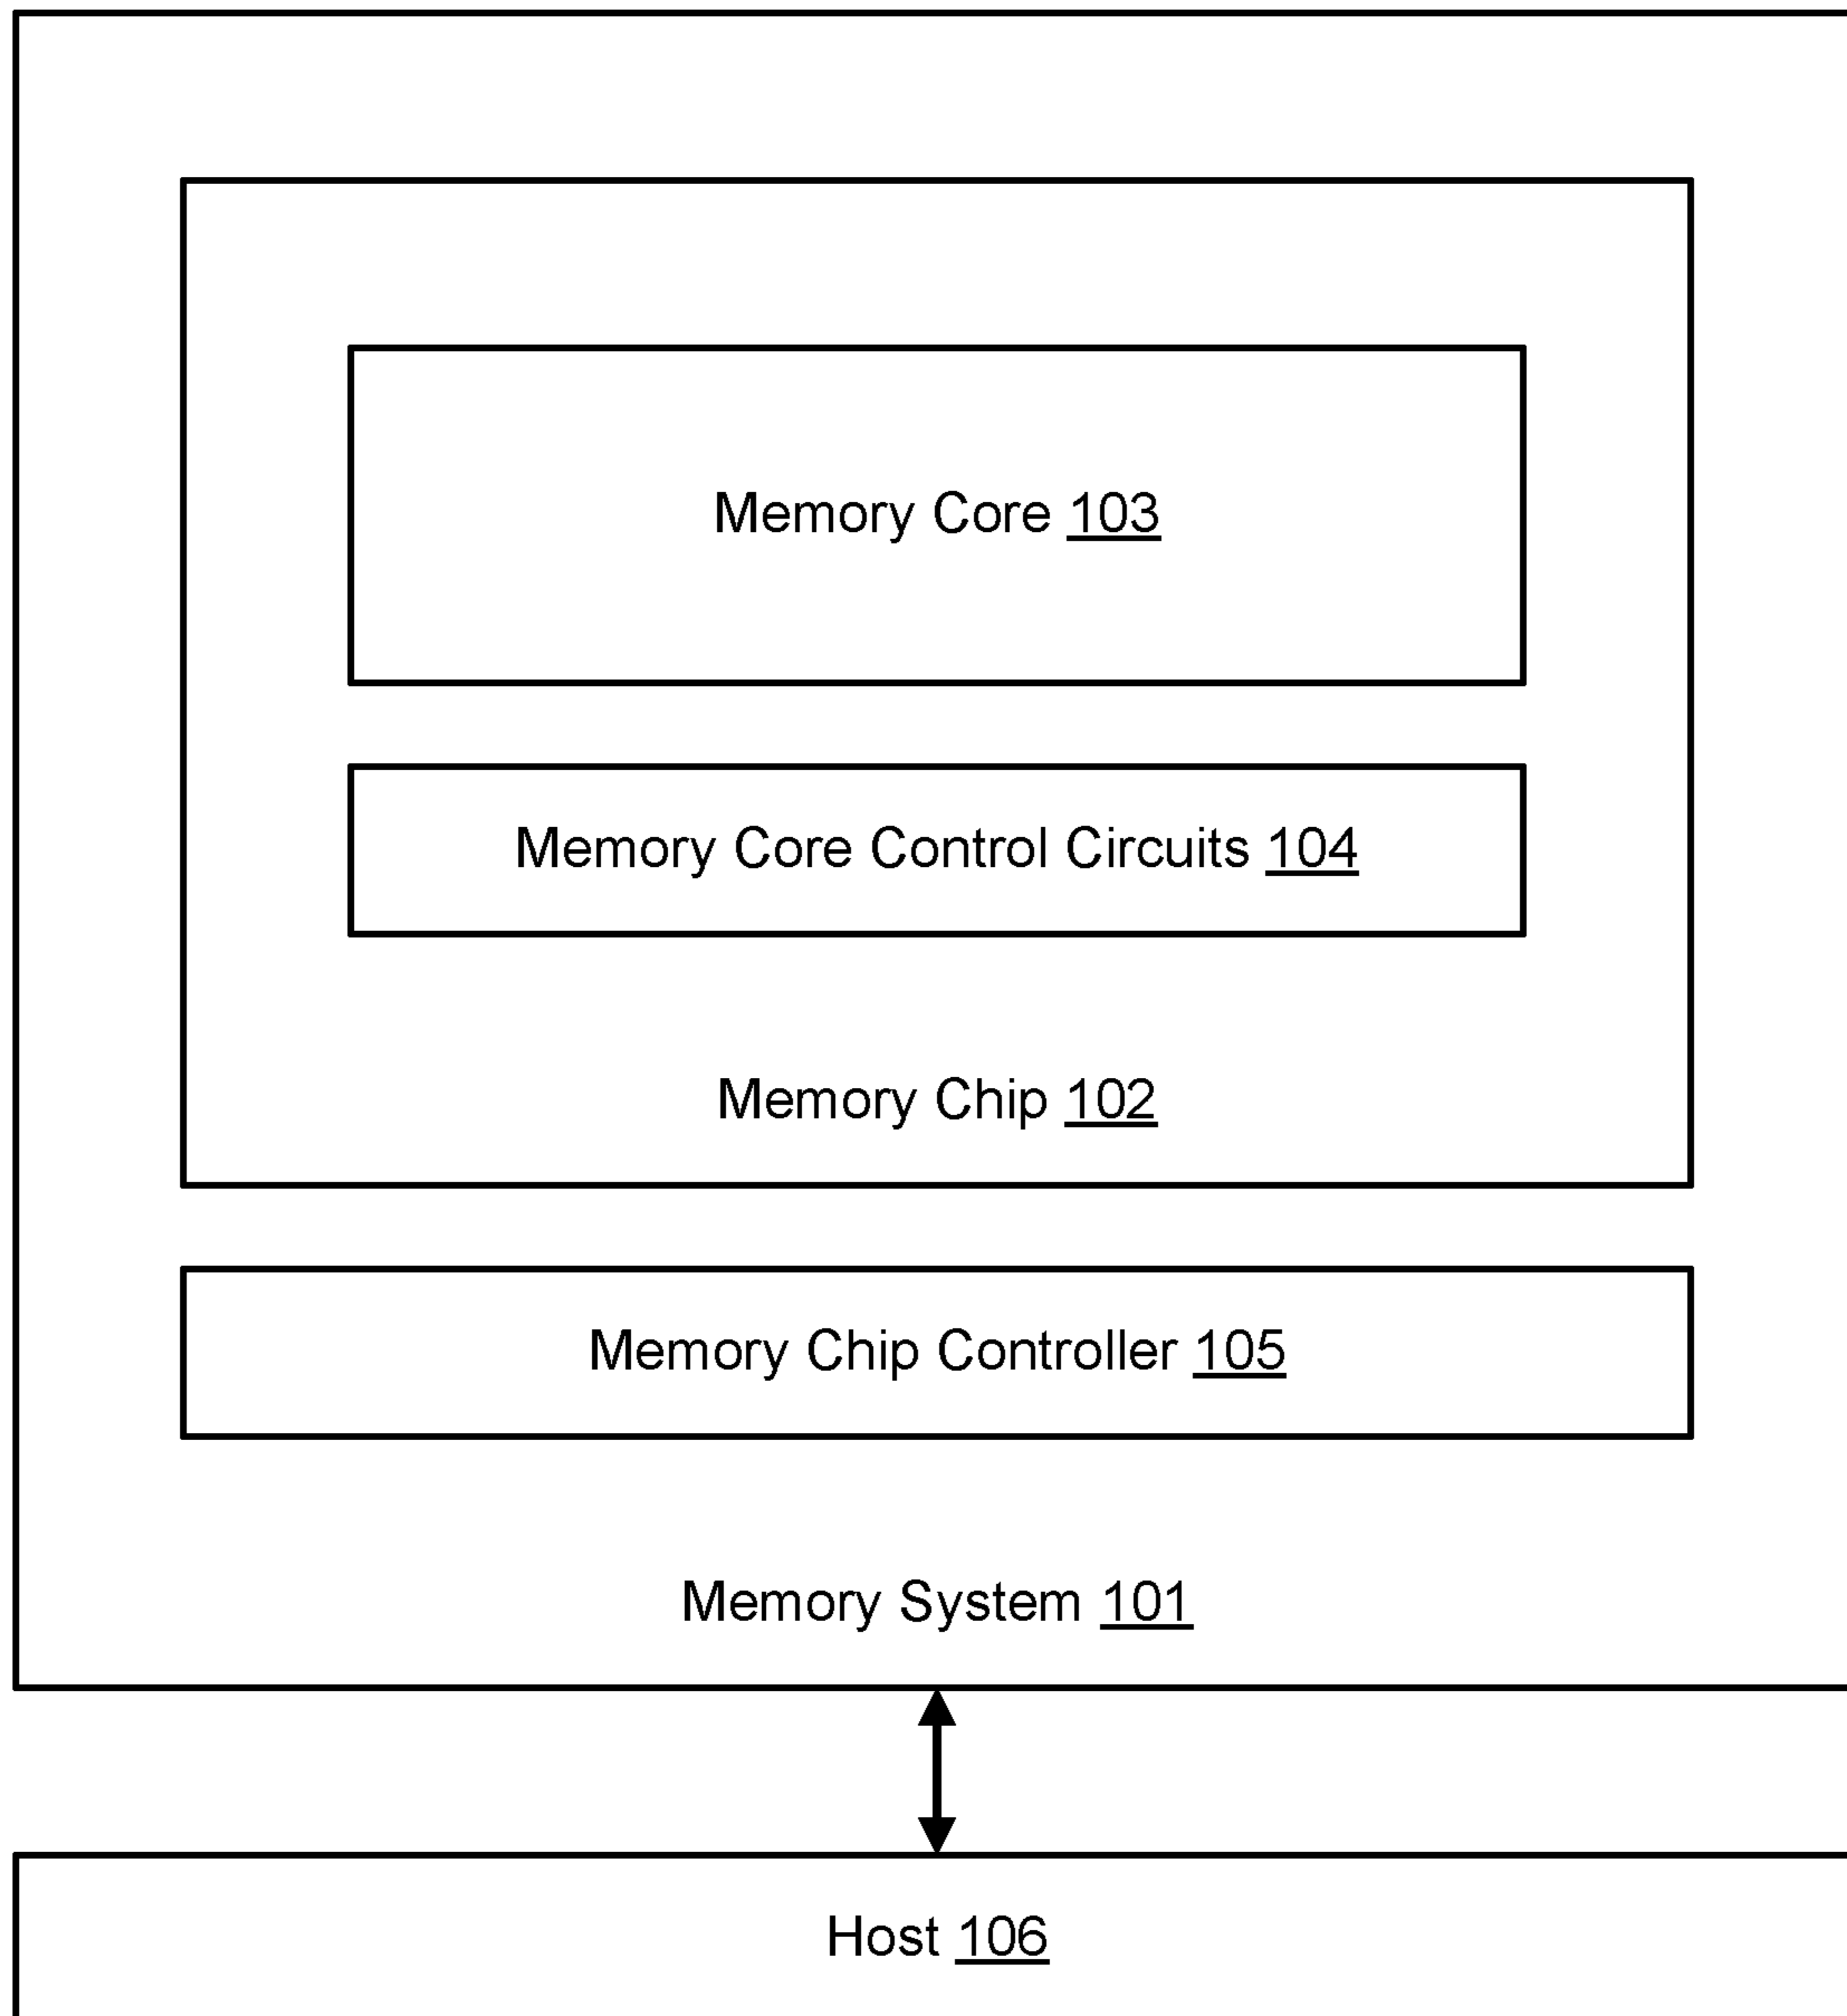 Memory Core 103
Memory Core Control Circuits 104
Memory Chip 102
Memory Chip Controller 105
Memory System 101
Host 106